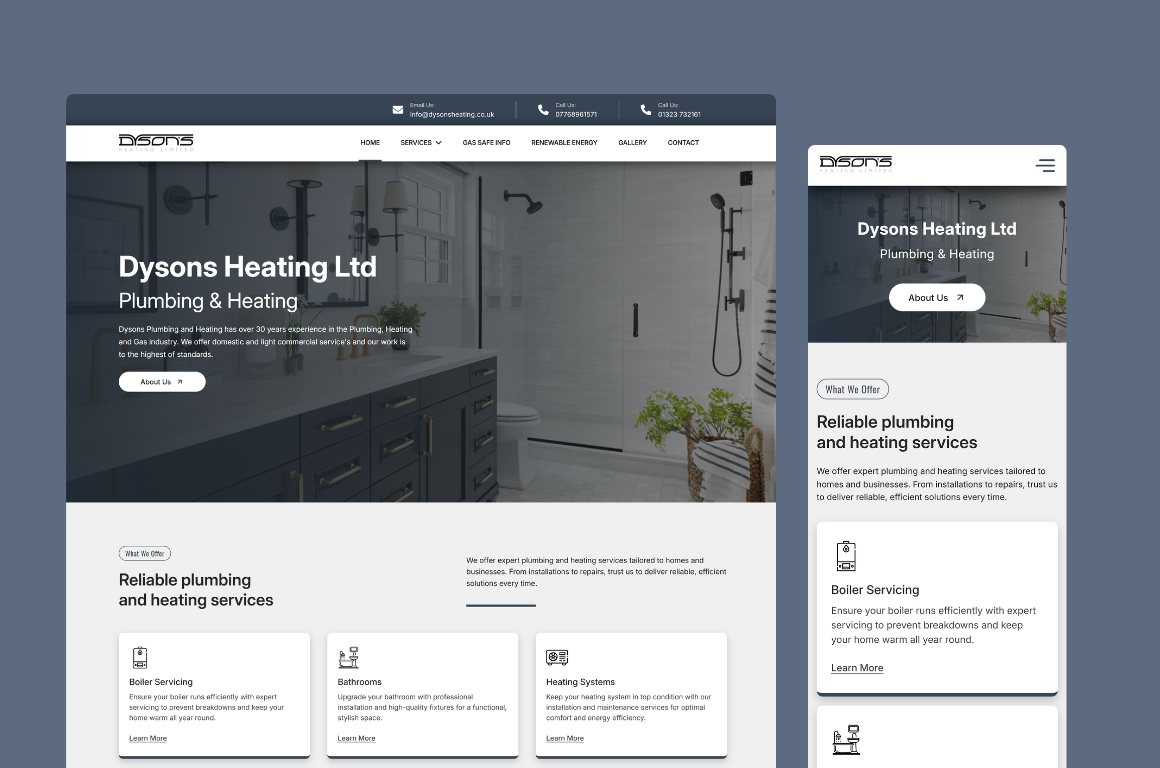 Email Us:
info@dysonsheating.co.uk
Call Us:
07768961571
Call Us:
01323 732161
DYSONS
HEATING LIMITED
HOME
SERVICES
GAS SAFE INFO
RENEWABLE ENERGY
GALLERY
CONTACT
Dysons Heating Ltd
Plumbing & Heating
Dysons Plumbing and Heating has over 30 years experience in the Plumbing, Heating
and Gas industry. We offer domestic and light commercial service's and our work is
to the highest of standards.
About Us
What We Offer
Reliable plumbing
and heating services
We offer expert plumbing and heating services tailored to homes and
businesses. From installations to repairs, trust us to deliver reliable, efficient
solutions every time.
Boiler Servicing
Ensure your boiler runs efficiently with expert
servicing to prevent breakdowns and keep your
home warm all year round.
Learn More
Bathrooms
Upgrade your bathroom with professional
installation and high-quality fixtures for a functional,
stylish space.
Learn More
Heating Systems
Keep your heating system in top condition with our
installation and maintenance services for optimal
comfort and energy efficiency.
Learn More
DYSONS
HEATING LIMITED
Dysons Heating Ltd
Plumbing & Heating
About Us
What We Offer
Reliable plumbing
and heating services
We offer expert plumbing and heating services tailored to
homes and businesses. From installations to repairs, trust us
to deliver reliable, efficient solutions every time.
Boiler Servicing
Ensure your boiler runs efficiently with expert
servicing to prevent breakdowns and keep
your home warm all year round.
Learn More